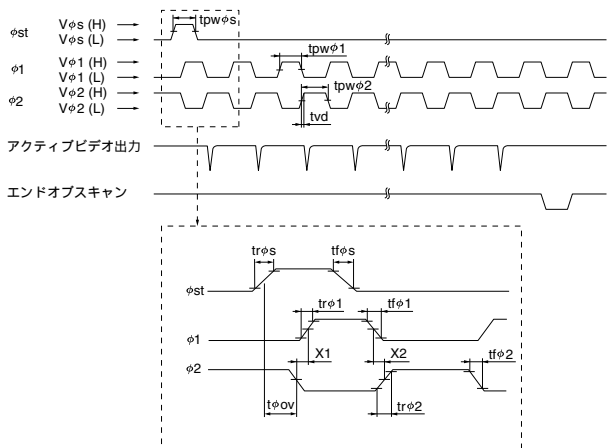 tpwφs
φst
Vφs (H)
Vφs (L)
φ1
Vφ1 (H)
Vφ1 (L)
tpwφ1
φ2
Vφ2 (H)
Vφ2 (L)
tpwφ2
tvd
アクティブビデオ出力
エンドオブスキャン
trφs
tfφs
φst
trφ1
tfφ1
φ1
X1
X2
tfφ2
φ2
tφov
trφ2